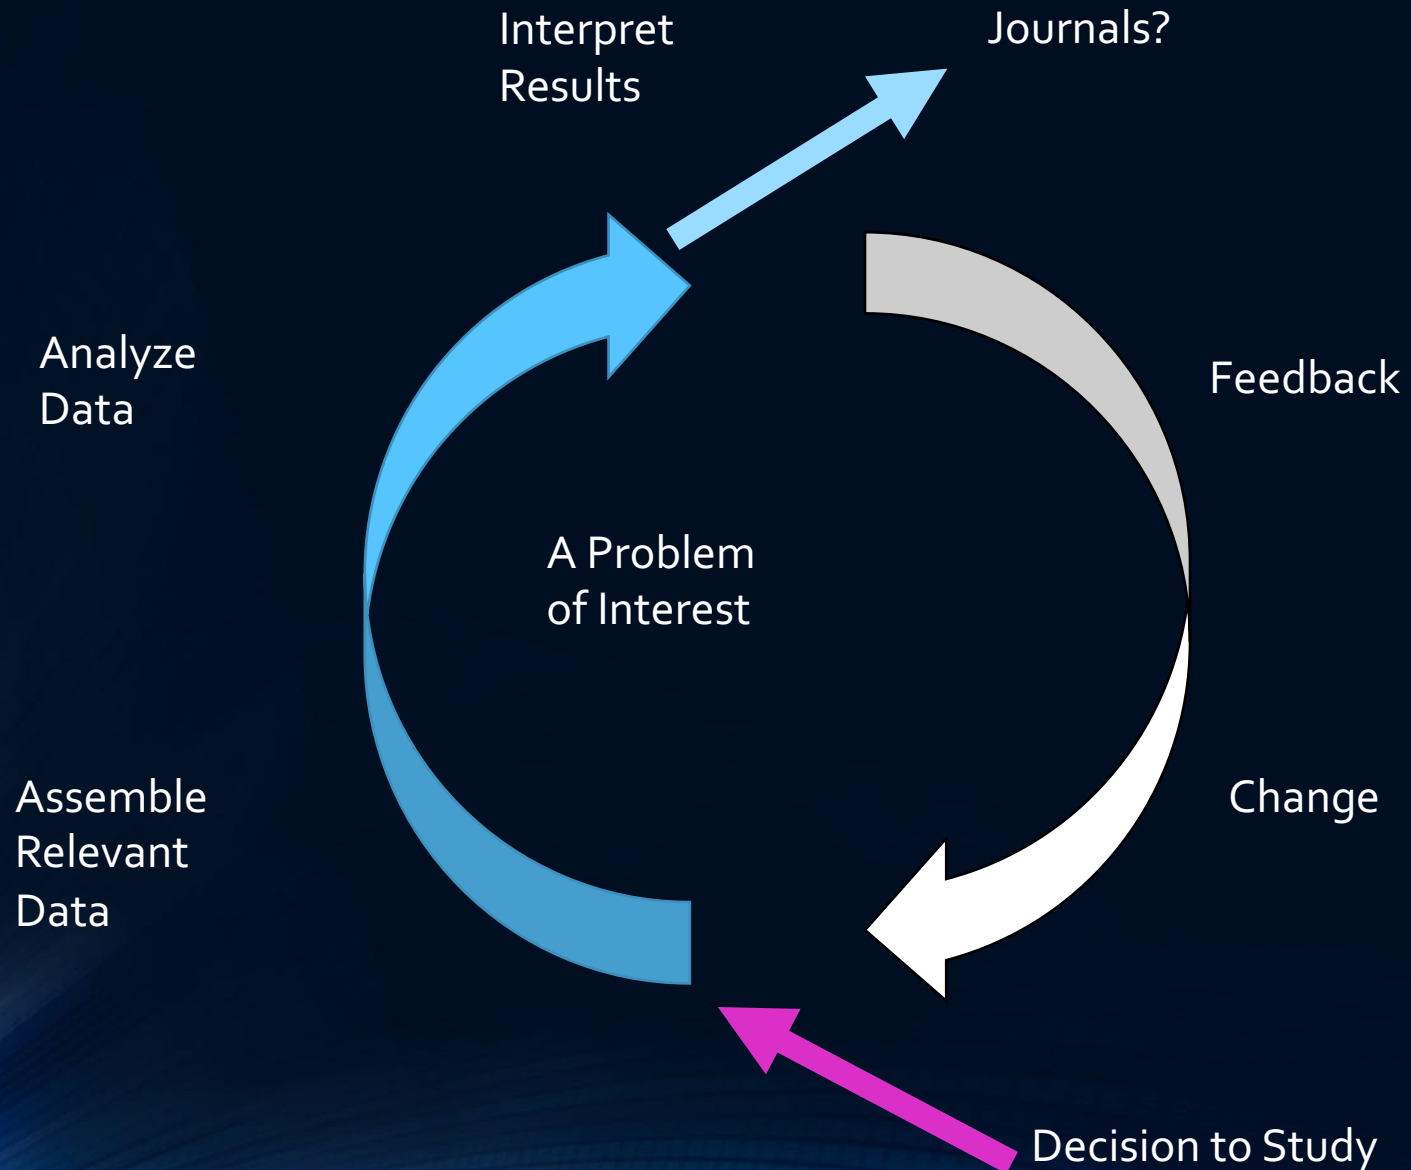 Interpret
Results
Journals?
Analyze
Data
Feedback
A Problem
of Interest
Assemble
Relevant
Data
Change
Decision to Study